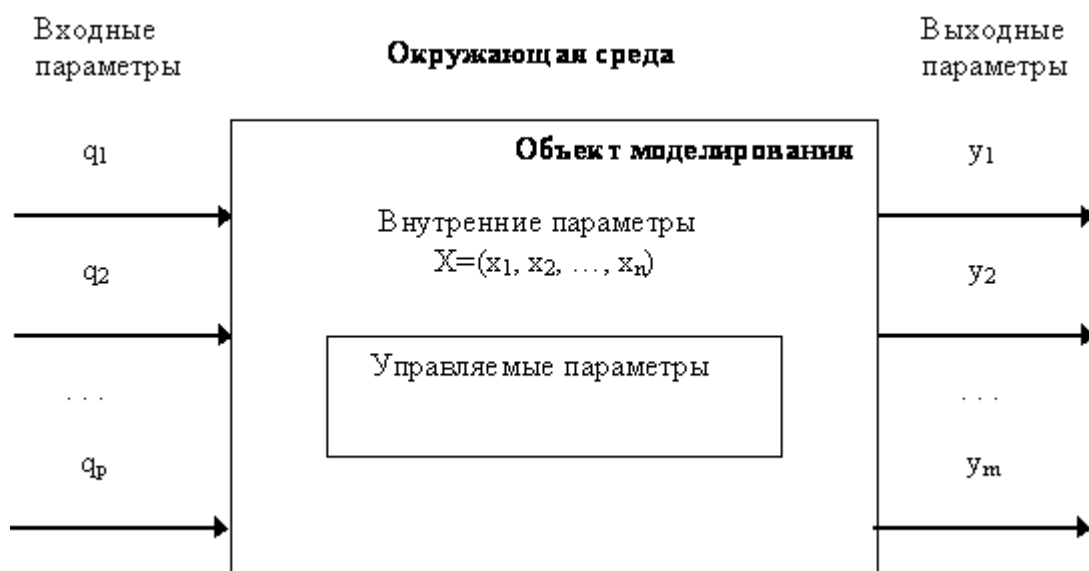 Входные
параметры
Окружающая среда
Выходные
параметры
q1
Объект моделирования
y1
Внутренние параметры
X=(x1, x2, ..., xn)
q2
y2
Управляемые параметры
. . .
. . .
qp
ym